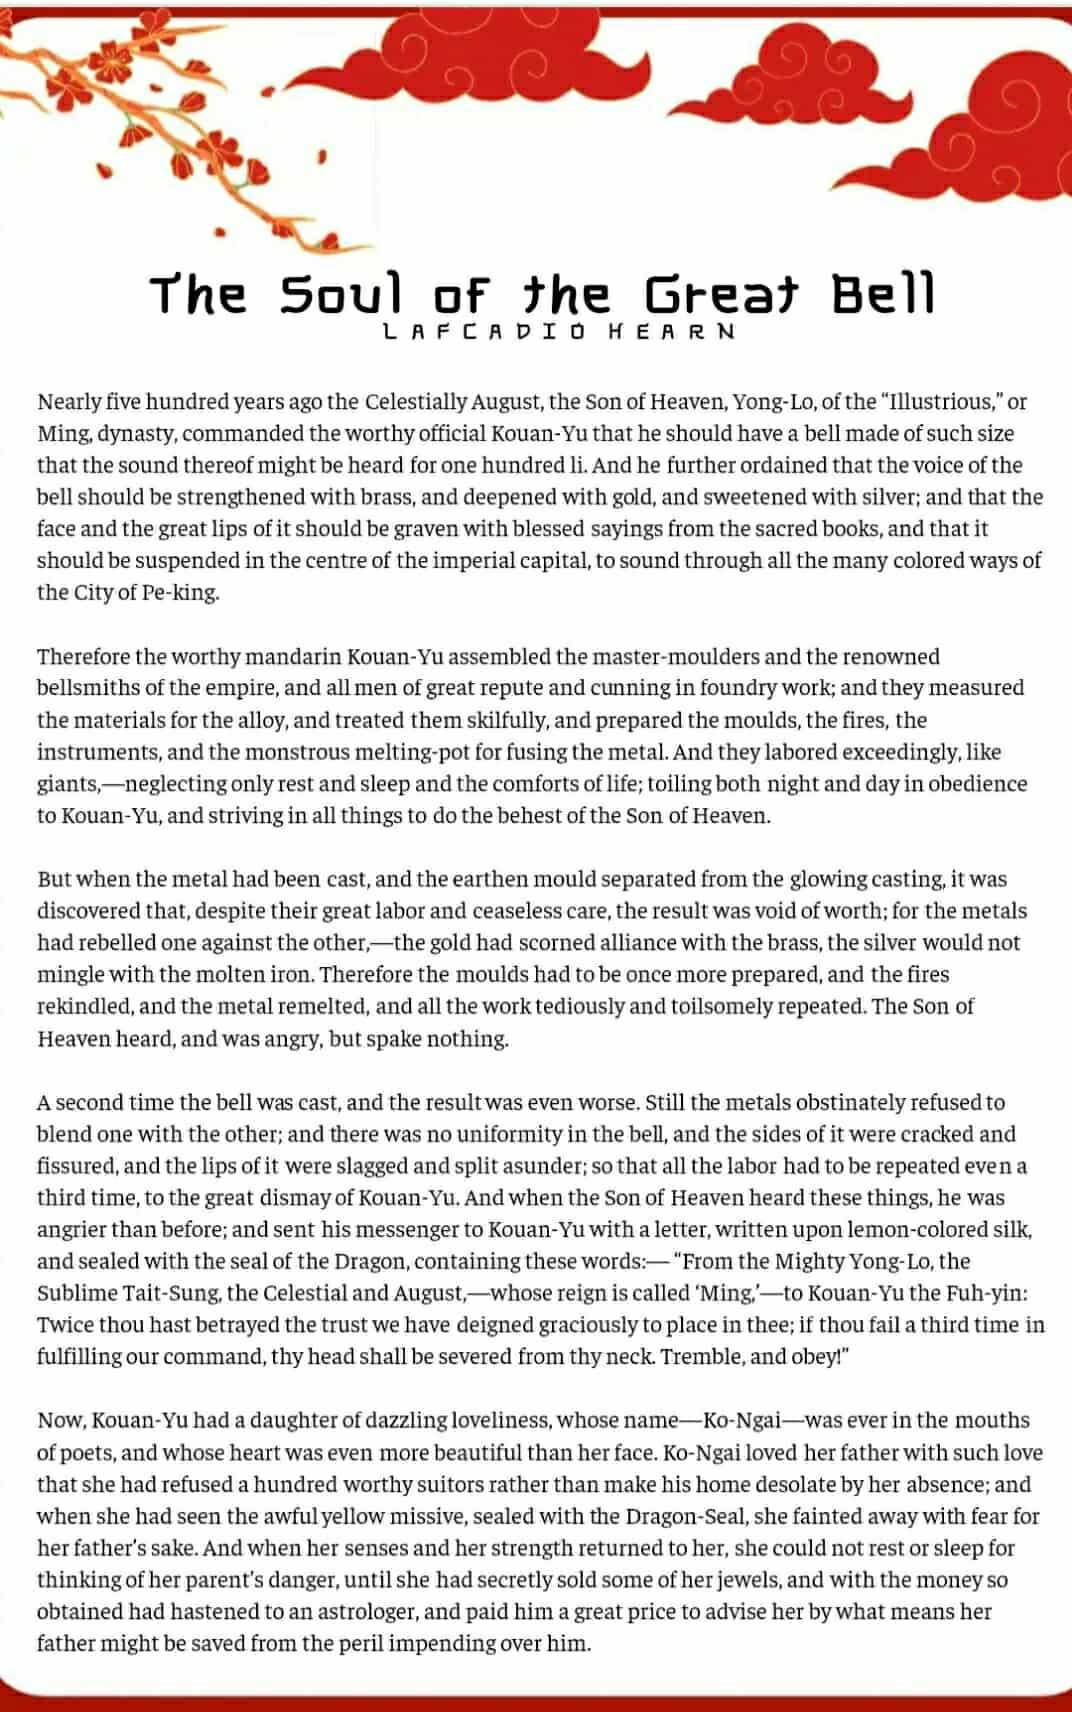 The Soul of the Great Bell
LAFCADIO HEARN
Nearly five hundred years ago the Celestially August, the Son of Heaven, Yong-Lo, of the “Illustrious,” or
Ming, dynasty, commanded the worthy official Kouan-Yu that he should have a bell made of such size
that the sound thereof might be heard for one hundred li. And he further ordained that the voice of the
bell should be strengthened with brass, and deepened with gold, and sweetened with silver; and that the
face and the great lips of it should be graven with blessed sayings from the sacred books, and that it
should be suspended in the centre of the imperial capital, to sound through all the many colored ways of
the City of Pe-king.
Therefore the worthy mandarin Kouan-Yu assembled the master-moulders and the renowned
bellsmiths of the empire, and all men of great repute and cunning in foundry work; and they measured
the materials for the alloy, and treated them skilfully, and prepared the moulds, the fires, the
instruments, and the monstrous melting-pot for fusing the metal. And they labored exceedingly, like
giants,—neglecting only rest and sleep and the comforts of life; toiling both night and day in obedience
to Kouan-Yu, and striving in all things to do the behest of the Son of Heaven.
But when the metal had been cast, and the earthen mould separated from the glowing casting, it was
discovered that, despite their great labor and ceaseless care, the result was void of worth; for the metals
had rebelled one against the other,—the gold had scorned alliance with the brass, the silver would not
mingle with the molten iron. Therefore the moulds had to be once more prepared, and the fires
rekindled, and the metal remelted, and all the work tediously and toilsomely repeated. The Son of
Heaven heard, and was angry, but spake nothing.
A second time the bell was cast, and the result was even worse. Still the metals obstinately refused to
blend one with the other; and there was no uniformity in the bell, and the sides of it were cracked and
fissured, and the lips of it were slagged and split asunder; so that all the labor had to be repeated even a
third time, to the great dismay of Kouan-Yu. And when the Son of Heaven heard these things, he was
angrier than before; and sent his messenger to Kouan-Yu with a letter, written upon lemon-colored silk,
and sealed with the seal of the Dragon, containing these words:— “From the Mighty Yong-Lo, the
Sublime Tait-Sung, the Celestial and August,—whose reign is called ‘Ming,’—to Kouan-Yu the Fuh-yin:
Twice thou hast betrayed the trust we have deigned graciously to place in thee; if thou fail a third time in
fulfilling our command, thy head shall be severed from thy neck. Tremble, and obey!”
Now, Kouan-Yu had a daughter of dazzling loveliness, whose name—Ko-Ngai—was ever in the mouths
of poets, and whose heart was even more beautiful than her face. Ko-Ngai loved her father with such love
that she had refused a hundred worthy suitors rather than make his home desolate by her absence; and
when she had seen the awful yellow missive, sealed with the Dragon-Seal, she fainted away with fear for
her father’s sake. And when her senses and her strength returned to her, she could not rest or sleep for
thinking of her parent’s danger, until she had secretly sold some of her jewels, and with the money so
obtained had hastened to an astrologer, and paid him a great price to advise her by what means her
father might be saved from the peril impending over him.